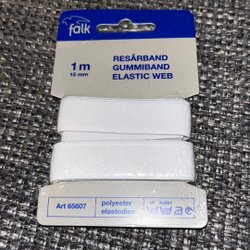 falk
1 m
15 mm
RESÅRBAND
GUMMIBAND
ELASTIC WEB
Art 65607
polyester
elastodien